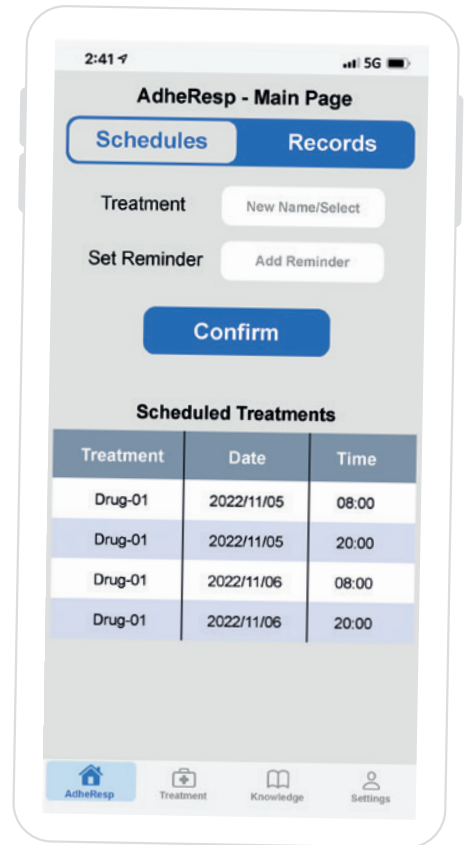 2:41 5G
AdheResp - Main Page
Schedules Records
Treatment New Name/Select
Set Reminder Add Reminder
Confirm
Scheduled Treatments
Treatment Date Time
Drug-01 2022/11/05 08:00
Drug-01 2022/11/05 20:00
Drug-01 2022/11/06 08:00
Drug-01 2022/11/06 20:00
AdheResp Treatment Knowledge Settings